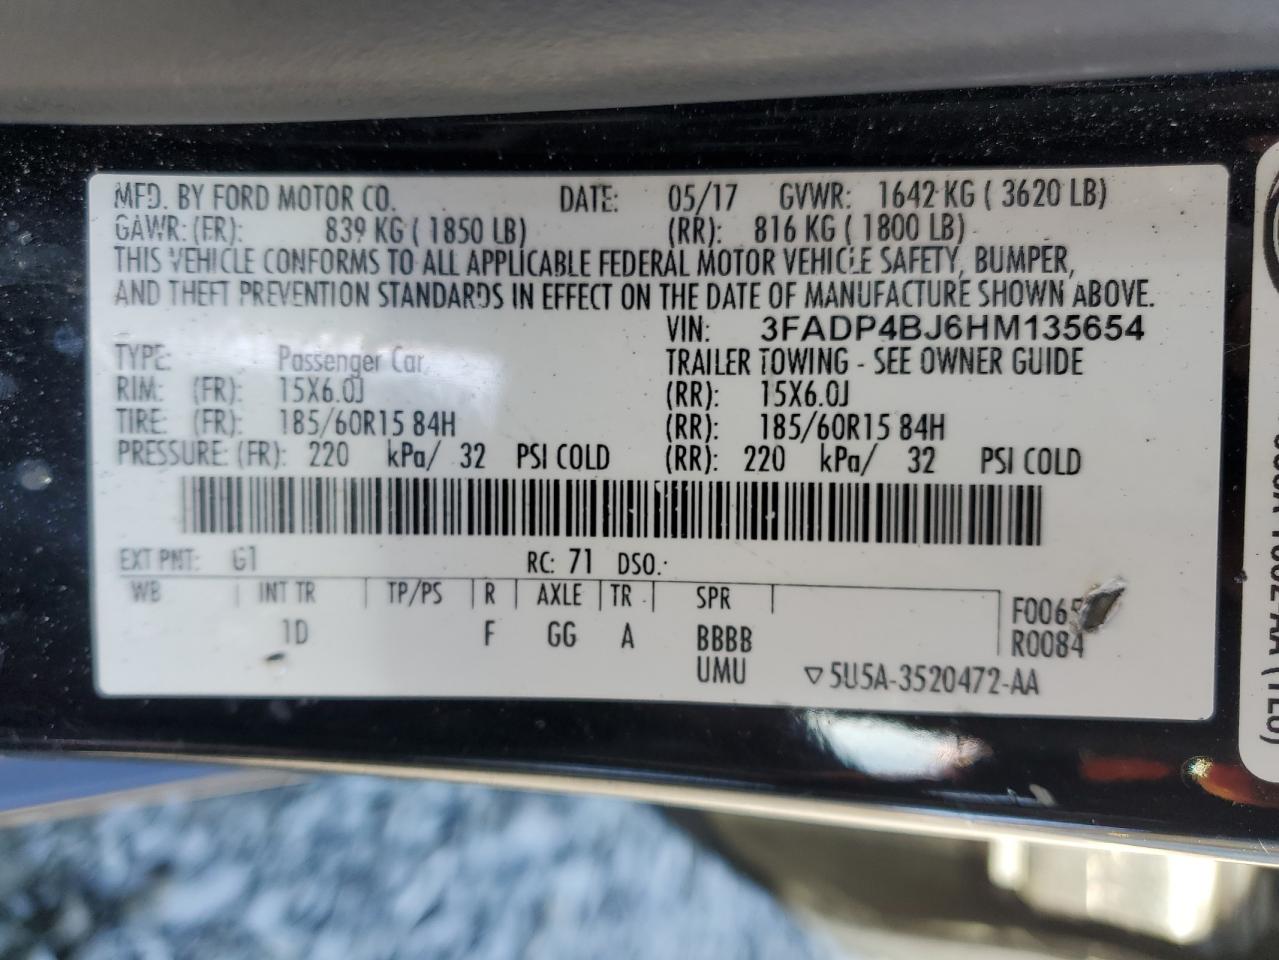 MFD. BY FORD MOTOR CO. DATE: 05/17 GVWR: 1642 KG ( 3620 LB)
GAWR: (FR): 839 KG ( 1850 LB) (RR): 816 KG ( 1800 LB)
THIS VEHICLE CONFORMS TO ALL APPLICABLE FEDERAL MOTOR VEHICLE SAFETY, BUMPER,
AND THEFT PREVENTION STANDARDS IN EFFECT ON THE DATE OF MANUFACTURE SHOWN ABOVE.
VIN: 3FADP4BJ6HM135654
TYPE: Passenger Car TRAILER TOWING - SEE OWNER GUIDE
RIM: (FR): 15X6.0J (RR): 15X6.0J
TIRE: (FR): 185/60R15 84H (RR): 185/60R15 84H
PRESSURE: (FR): 220 kPa/ 32 PSI COLD (RR): 220 kPa/ 32 PSI COLD
EXT PNT: G1 RC: 71 DSO:
WB INT TR TP/PS R AXLE TR SPR F0065
1D F GG A BBBB R0084
UMU ▽5U5A-3520472-AA